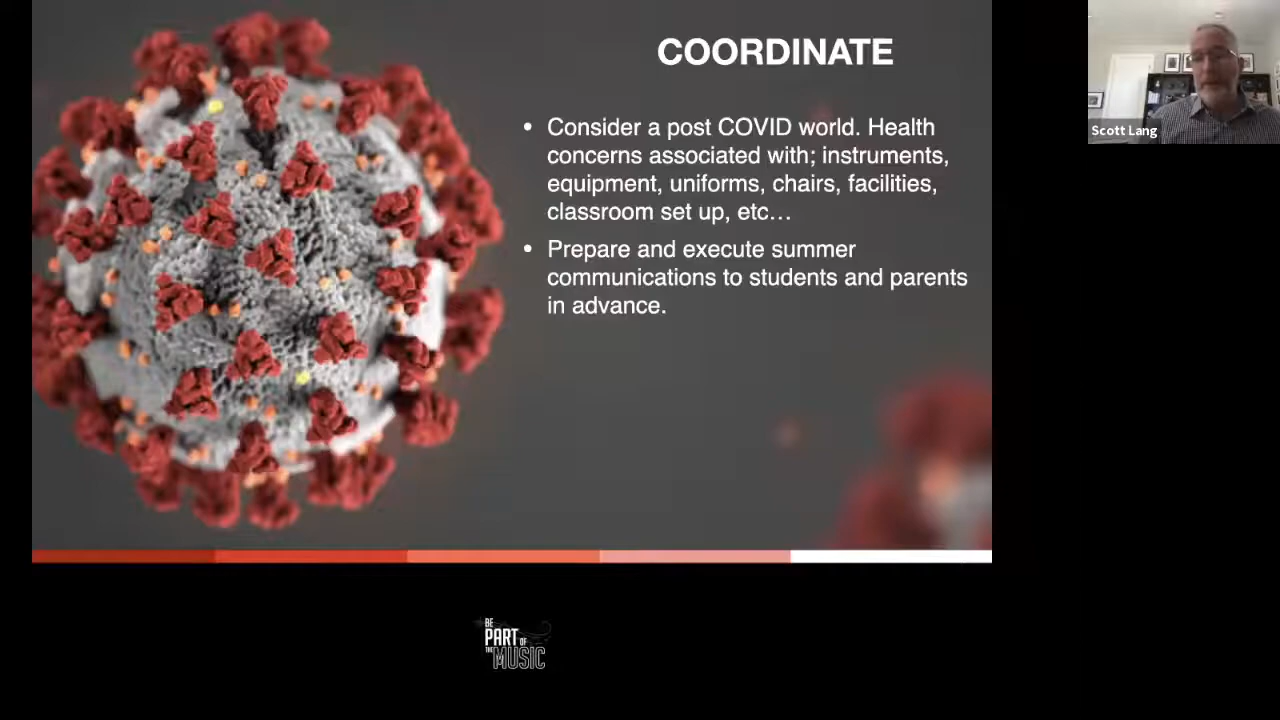 COORDINATE
• Consider a post COVID world. Health
concerns associated with; instruments,
equipment, uniforms, chairs, facilities,
classroom set up, etc…
• Prepare and execute summer
communications to students and parents
in advance.
Scott Lang
BE
PART OF
THE MUSIC